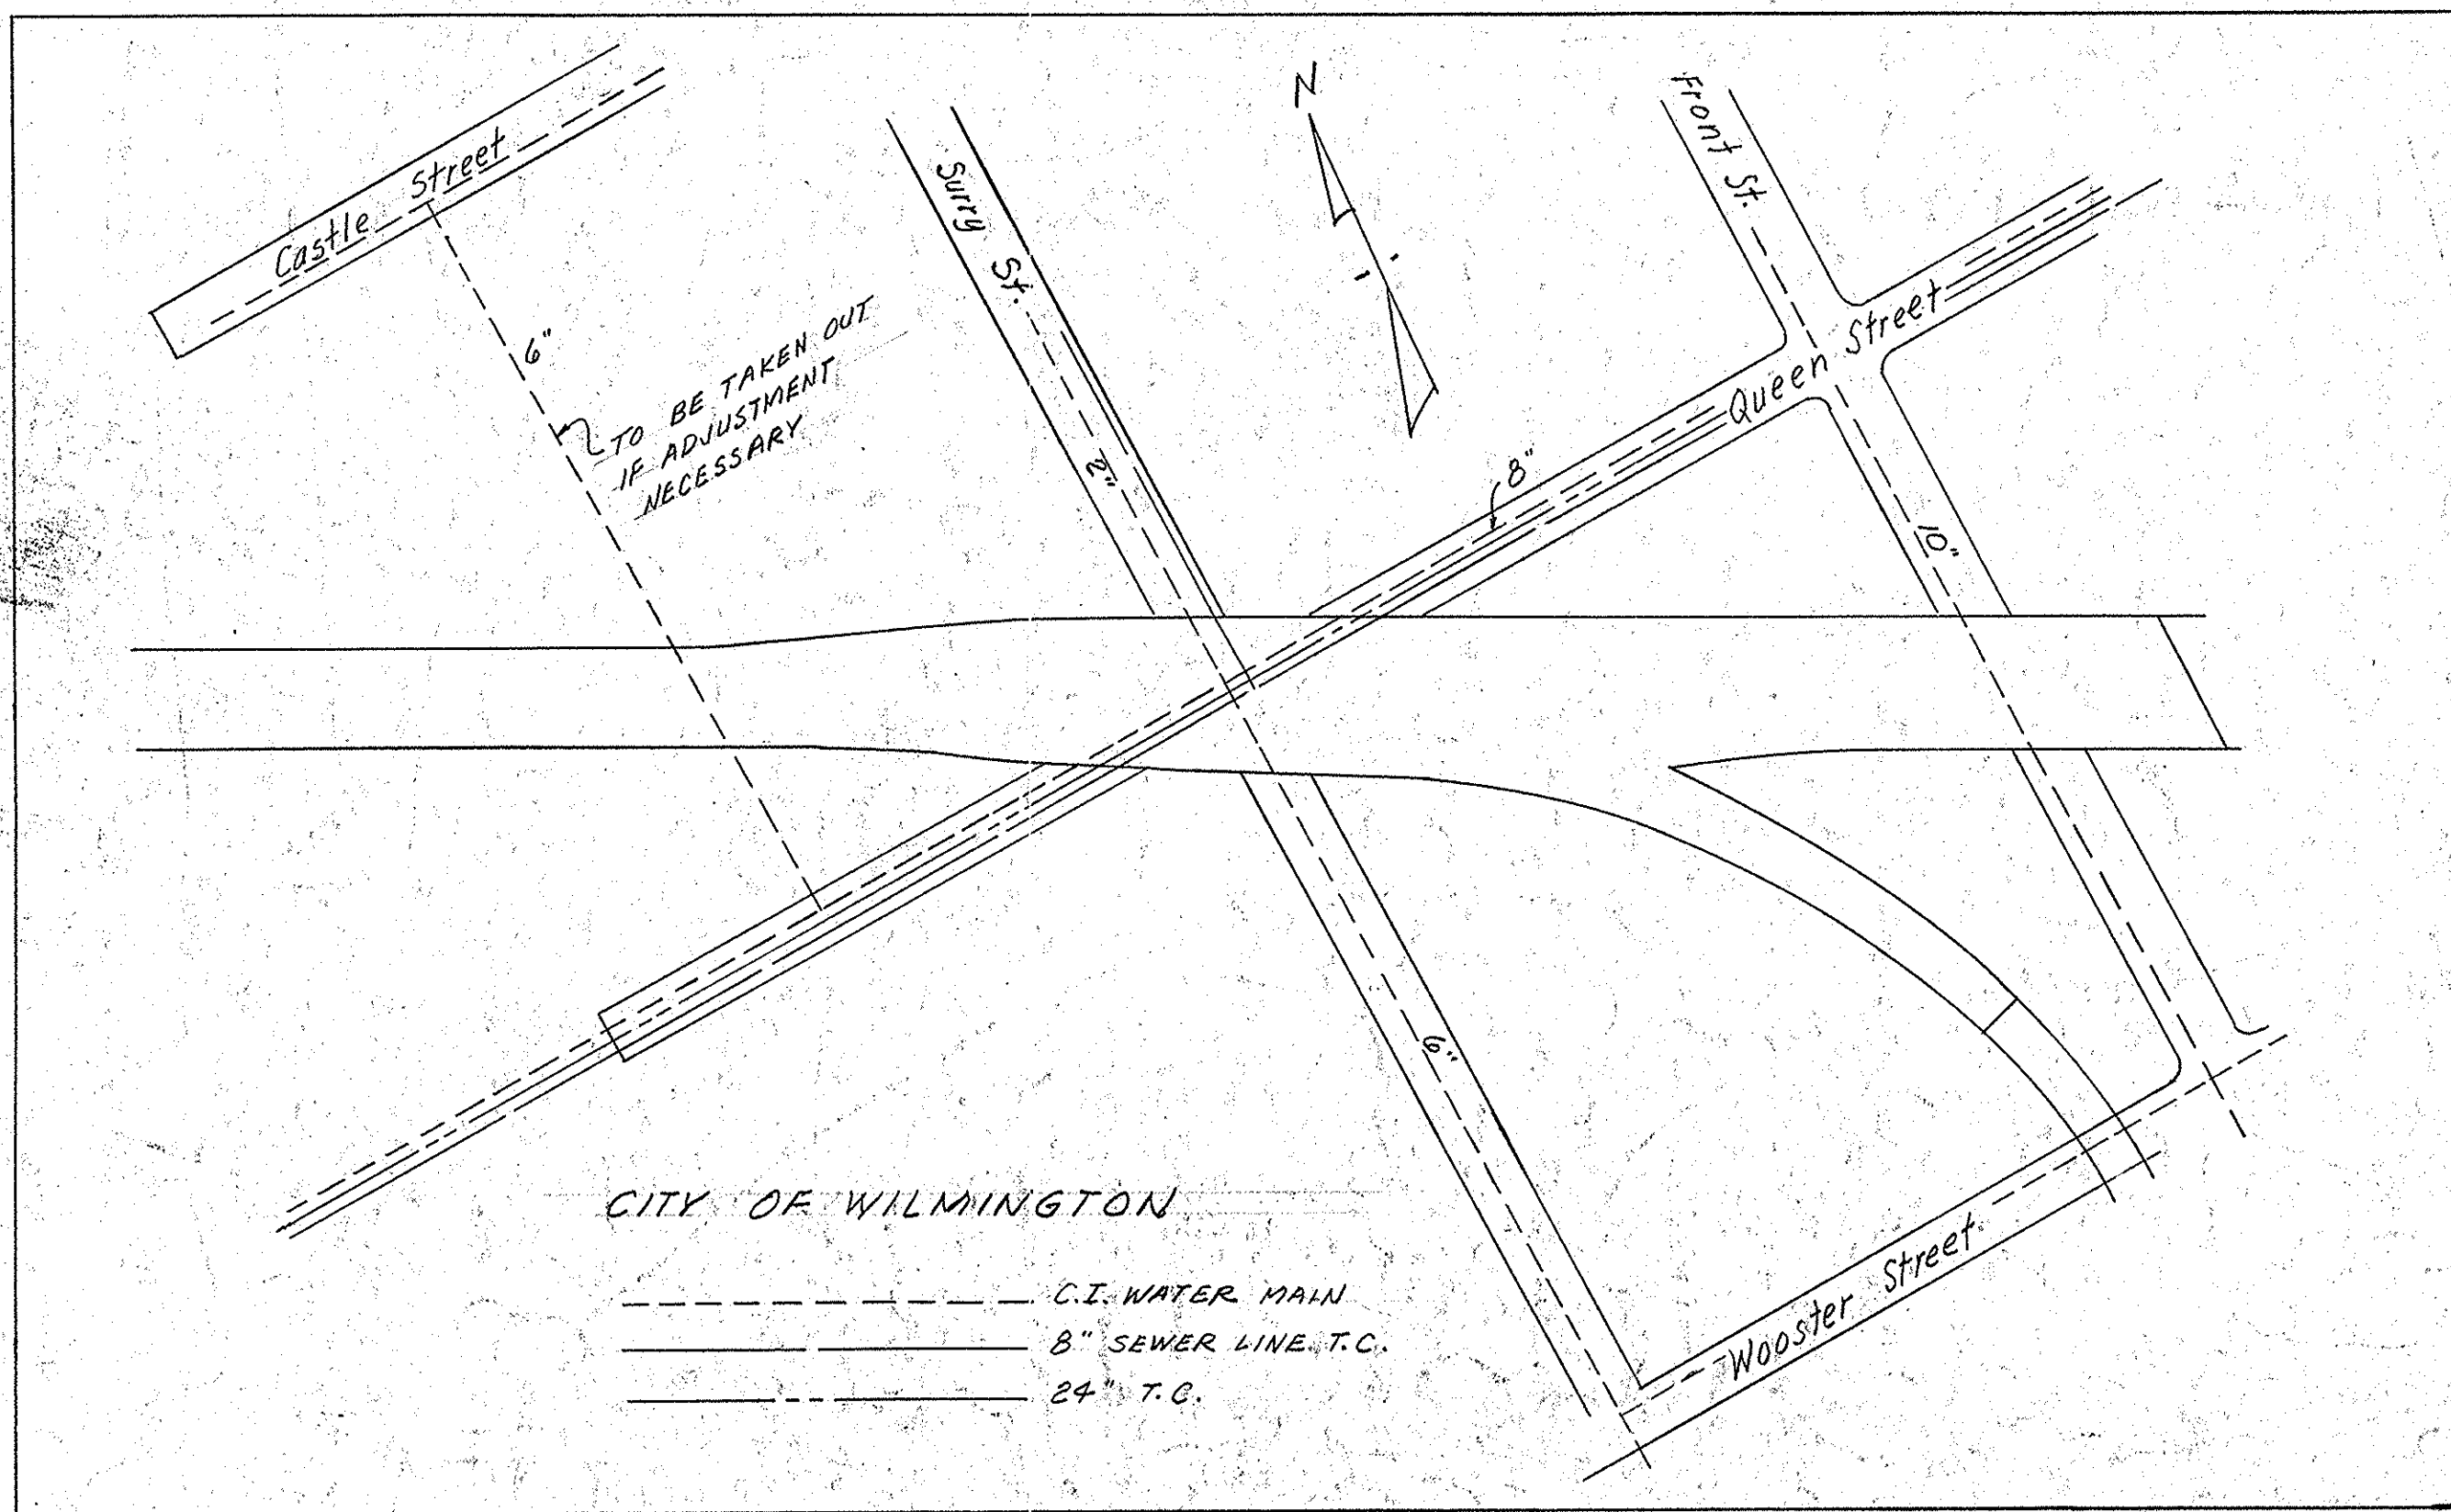 N
Castle Street
Surry St.
Front St.
Queen Street
6"
TO BE TAKEN OUT
IF ADJUSTMENT
NECESSARY
2"
8"
10"
6"
CITY OF WILMINGTON
C.I. WATER MAIN
8" SEWER LINE T.C.
24" T.C.
Wooster Street